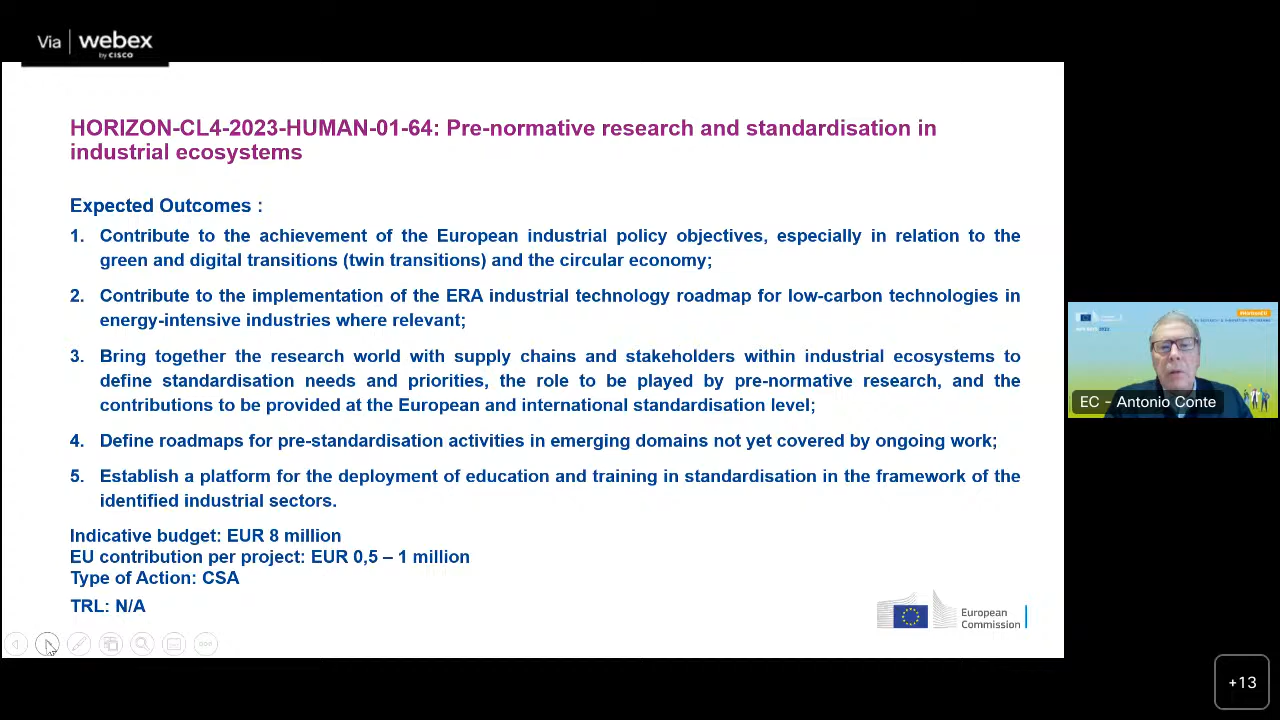 Via webex
by CISCO
HORIZON-CL4-2023-HUMAN-01-64: Pre-normative research and standardisation in
industrial ecosystems
Expected Outcomes :
1. Contribute to the achievement of the European industrial policy objectives, especially in relation to the
green and digital transitions (twin transitions) and the circular economy;
2. Contribute to the implementation of the ERA industrial technology roadmap for low-carbon technologies in
energy-intensive industries where relevant;
3. Bring together the research world with supply chains and stakeholders within industrial ecosystems to
define standardisation needs and priorities, the role to be played by pre-normative research, and the
contributions to be provided at the European and international standardisation level;
4. Define roadmaps for pre-standardisation activities in emerging domains not yet covered by ongoing work;
5. Establish a platform for the deployment of education and training in standardisation in the framework of the
identified industrial sectors.
Indicative budget: EUR 8 million
EU contribution per project: EUR 0,5 – 1 million
Type of Action: CSA
TRL: N/A
European
Commission
EC - Antonio Conte
+13